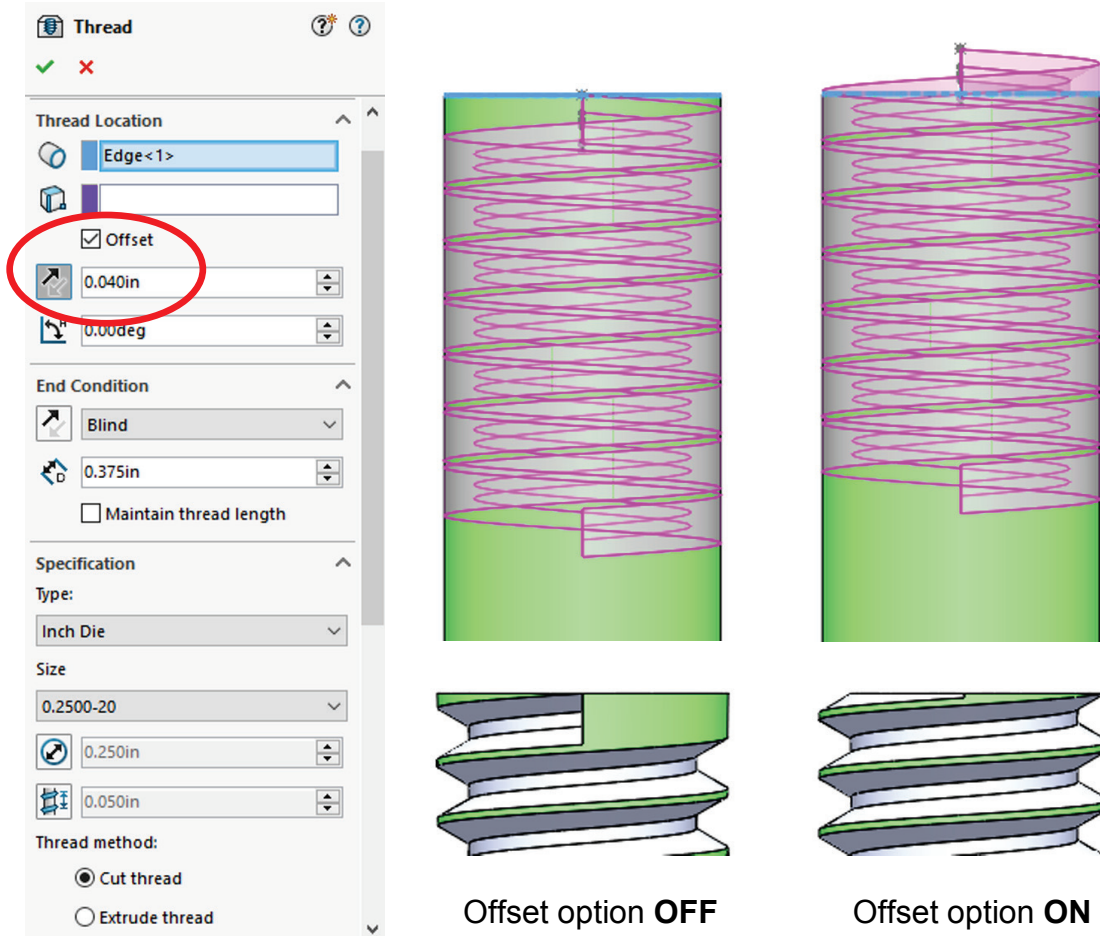 Thread
Thread Location
Edge<1>
Offset
0.040in
0.00deg
End Condition
Blind
D
0.375in
Maintain thread length
Specification
Type:
Inch Die
Size
0.2500-20
0.250in
0.050in
Thread method:
Cut thread
Extrude thread
Offset option OFF
Offset option ON